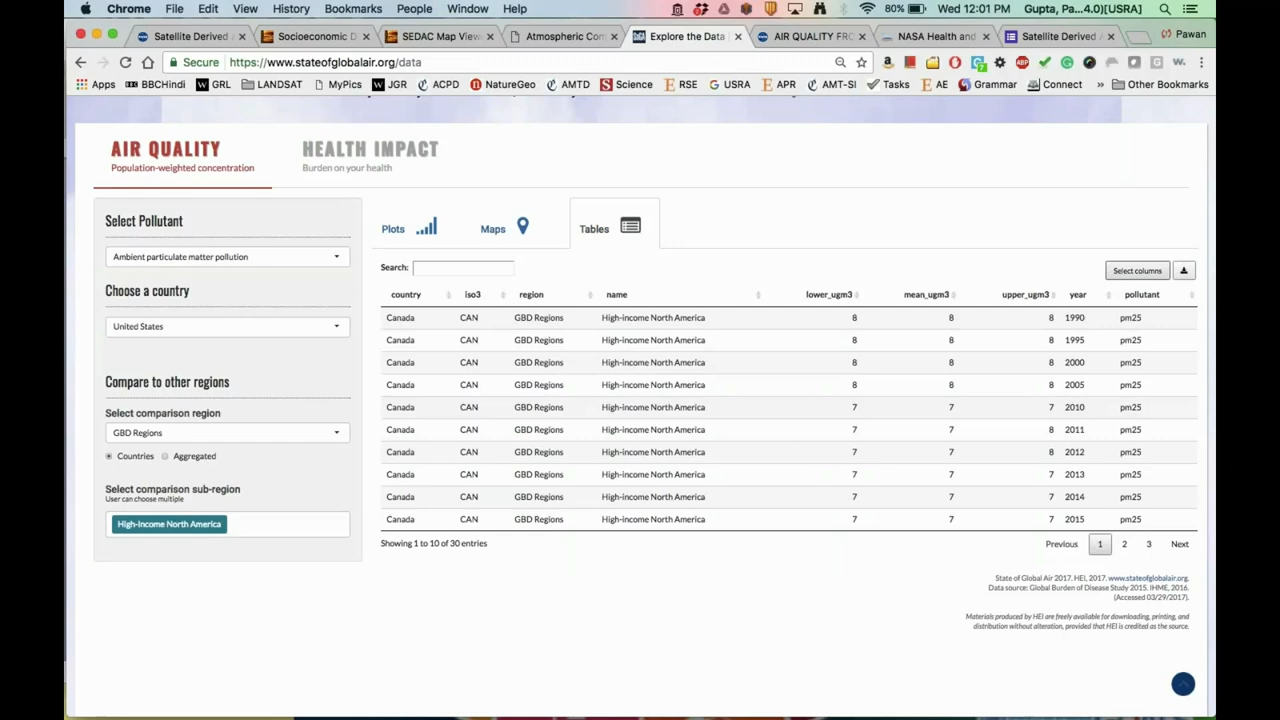 Chrome File Edit View History Bookmarks People Window Help 80% Wed 12:01 PM Gupta, Pa...4.0)[USRA]
Satellite Derived Socioeconomic D SEDAC Map View Atmospheric Com Explore the Data AIR QUALITY FRO NASA Health and Satellite Derived Pawan
Secure https://www.stateofglobalair.org/data
Apps BBCHindi GRL LANDSAT MyPics JGR ACPD NatureGeo AMTD Science RSE USRA APR AMT-SI Tasks AE Grammar Connect » Other Bookmarks
AIR QUALITY HEALTH IMPACT
Population-weighted concentration Burden on your health
Select Pollutant
Ambient particulate matter pollution
Choose a country
United States
Compare to other regions
Select comparison region
GBD Regions
Countries Aggregated
Select comparison sub-region
User can choose multiple
High-income North America
Plots Maps Tables
Search: Select columns
country iso3 region name lower_ugm3 mean_ugm3 upper_ugm3 year pollutant
Canada CAN GBD Regions High-income North America 8 8 8 1990 pm25
Canada CAN GBD Regions High-income North America 8 8 8 1995 pm25
Canada CAN GBD Regions High-income North America 8 8 8 2000 pm25
Canada CAN GBD Regions High-income North America 8 8 8 2005 pm25
Canada CAN GBD Regions High-income North America 7 7 7 2010 pm25
Canada CAN GBD Regions High-income North America 7 7 8 2011 pm25
Canada CAN GBD Regions High-income North America 7 7 8 2012 pm25
Canada CAN GBD Regions High-income North America 7 7 7 2013 pm25
Canada CAN GBD Regions High-income North America 7 7 7 2014 pm25
Canada CAN GBD Regions High-income North America 7 7 7 2015 pm25
Showing 1 to 10 of 30 entries Previous 1 2 3 Next
State of Global Air 2017. HEI, 2017. www.stateofglobalair.org.
Data source: Global Burden of Disease Study 2015. IHME, 2016.
(Accessed 03/29/2017).
Materials produced by HEI are freely available for downloading, printing, and
distribution without alteration, provided that HEI is credited as the source.